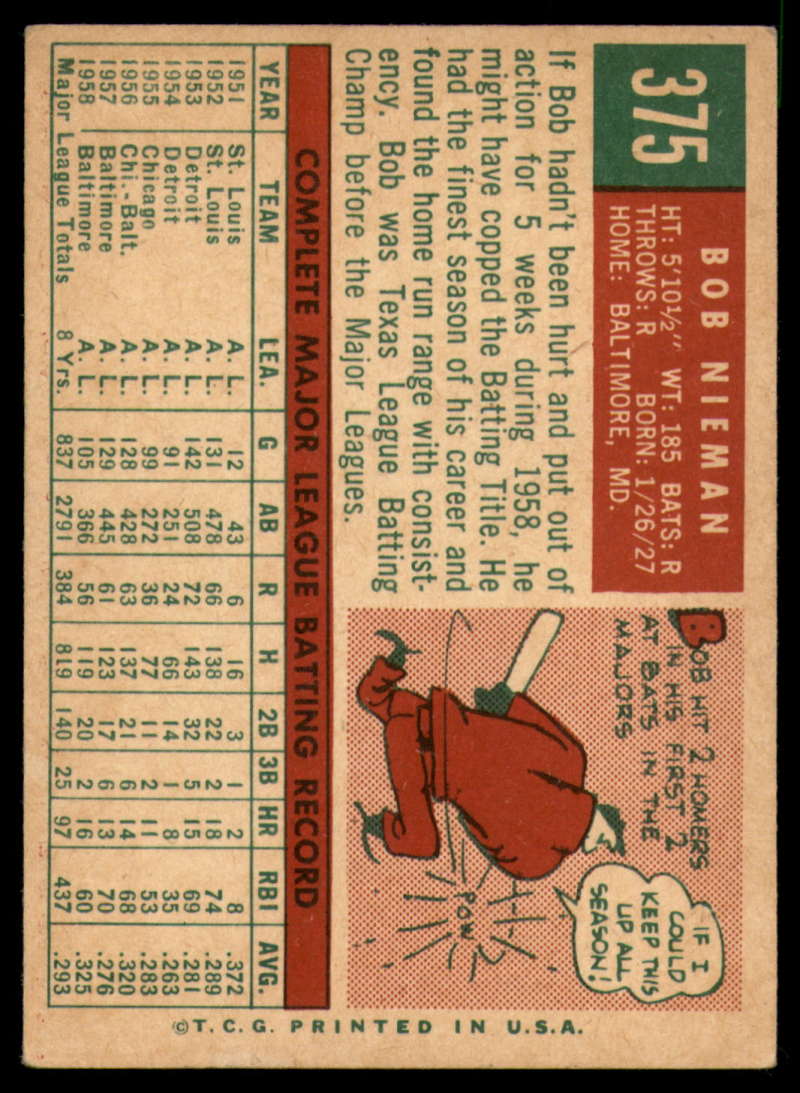 375
BOB NIEMAN
HT: 5'10½" WT: 185 BATS: R
THROWS: R BORN: 1/26/27
HOME: BALTIMORE, MD.
If Bob hadn't been hurt and put out of
action for 5 weeks during 1958, he
might have copped the Batting Title. He
had the finest season of his career and
found the home run range with consist-
ency. Bob was Texas League Batting
Champ before the Major Leagues.
BOB HIT 2 HOMERS
IN HIS FIRST 2
AT BATS IN THE
MAJORS
IF I
COULD
KEEP THIS
UP ALL
SEASON!
POW
COMPLETE MAJOR LEAGUE BATTING RECORD
YEAR TEAM LEA. G AB R H 2B 3B HR RBI AVG.
1951 St. Louis A. L. 12 43 6 16 3 1 2 8 .372
1952 St. Louis A. L. 131 478 66 138 22 2 18 74 .289
1953 Detroit A. L. 142 508 72 143 32 5 15 69 .281
1954 Detroit A. L. 91 251 24 66 14 1 8 35 .263
1955 Chicago A. L. 99 272 36 77 11 2 11 53 .283
1956 Chi.-Balt. A. L. 128 428 63 137 21 6 14 68 .320
1957 Baltimore A. L. 129 445 61 123 17 6 13 70 .276
1958 Baltimore A. L. 105 366 56 119 20 2 16 60 .325
Major League Totals 8 Yrs. 837 2791 384 819 140 25 97 437 .293
©T.C.G. PRINTED IN U.S.A.